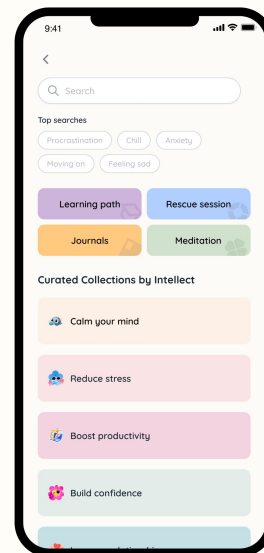 9:41
Search
Top searches
Procrastination Chill Anxiety
Moving on Feeling sad
Learning path Rescue session
Journals Meditation
Curated Collections by Intellect
Calm your mind
Reduce stress
Boost productivity
Build confidence